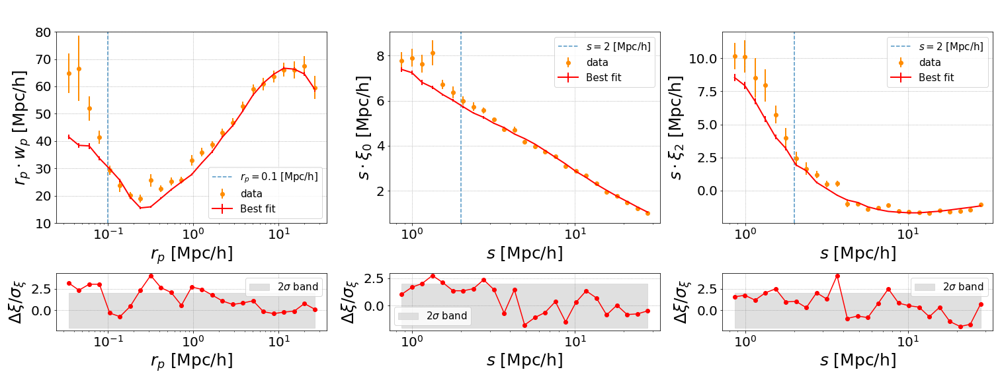 80
70
60
50
40
30
20
10
r_p · w_p [Mpc/h]
r_p = 0.1 [Mpc/h]
data
Best fit
10^{-1}
10^0
10^1
r_p [Mpc/h]
8
6
4
2
s · ξ_0 [Mpc/h]
s = 2 [Mpc/h]
data
Best fit
10^0
10^1
s [Mpc/h]
10.0
7.5
5.0
2.5
0.0
s · ξ_2 [Mpc/h]
s = 2 [Mpc/h]
data
Best fit
10^0
10^1
s [Mpc/h]
2.5
0.0
Δξ/σ_ξ
2σ band
10^{-1}
10^0
10^1
r_p [Mpc/h]
2.5
0.0
Δξ/σ_ξ
2σ band
10^0
10^1
s [Mpc/h]
2.5
0.0
Δξ/σ_ξ
2σ band
10^0
10^1
s [Mpc/h]